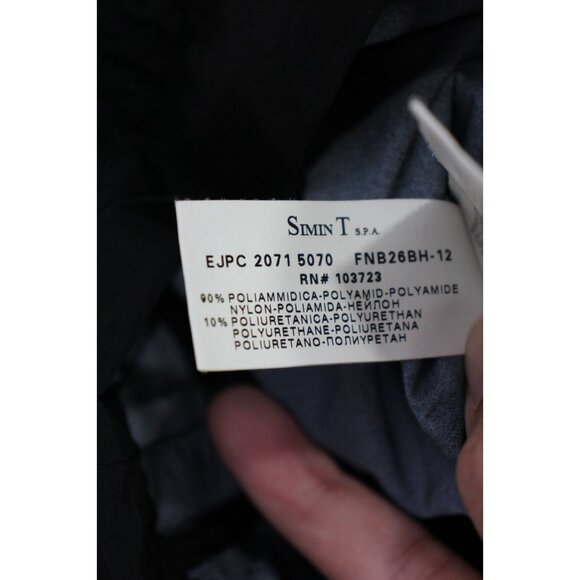 SIMIN T S.P.A.
EJPC 2071 5070 FNB26BH-12
RN# 103723
90% POLIAMMIDICA-POLYAMID-POLYAMIDE
NYLON-POLIAMIDA-НЕЙЛОН
10% POLIURETANICA-POLYURETHAN
POLYURETHANE-POLIURETANA
POLIURETANO-ПОЛИУРЕТАН